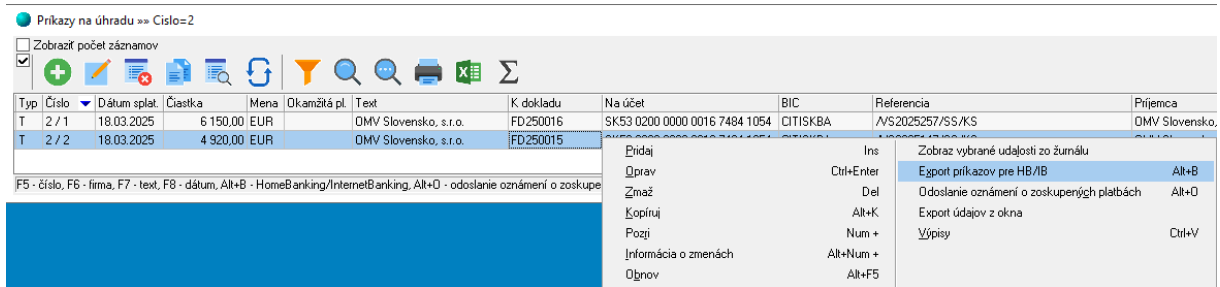 Príkazy na úhradu »» Cislo=2
Zobraziť počet záznamov
Typ Číslo Dátum splat. Čiastka Mena Okamžitá pl. Text K dokladu Na účet BIC Referencia Príjemca
T 2 / 1 18.03.2025 6 150,00 EUR OMV Slovensko, s.r.o. FD250016 SK53 0200 0000 0016 7484 1054 CITISKBA /VS2025257/SS/KS OMV Slovensko,
T 2 / 2 18.03.2025 4 920,00 EUR OMV Slovensko, s.r.o. FD250015
F5 - číslo, F6 - firma, F7 - text, F8 - dátum, Alt+B - HomeBanking/InternetBanking, Alt+O - odoslanie oznámení o zoskupe
Pridaj Ins
Oprav Ctrl+Enter
Zmaž Del
Kopíruj Alt+K
Pozri Num +
Informácia o zmenách Alt+Num +
Obnov Alt+F5
Zobraz vybrané udalosti zo žurnálu
Export príkazov pre HB/IB Alt+B
Odoslanie oznámení o zoskupených platbách Alt+O
Export údajov z okna
Výpisy Ctrl+V